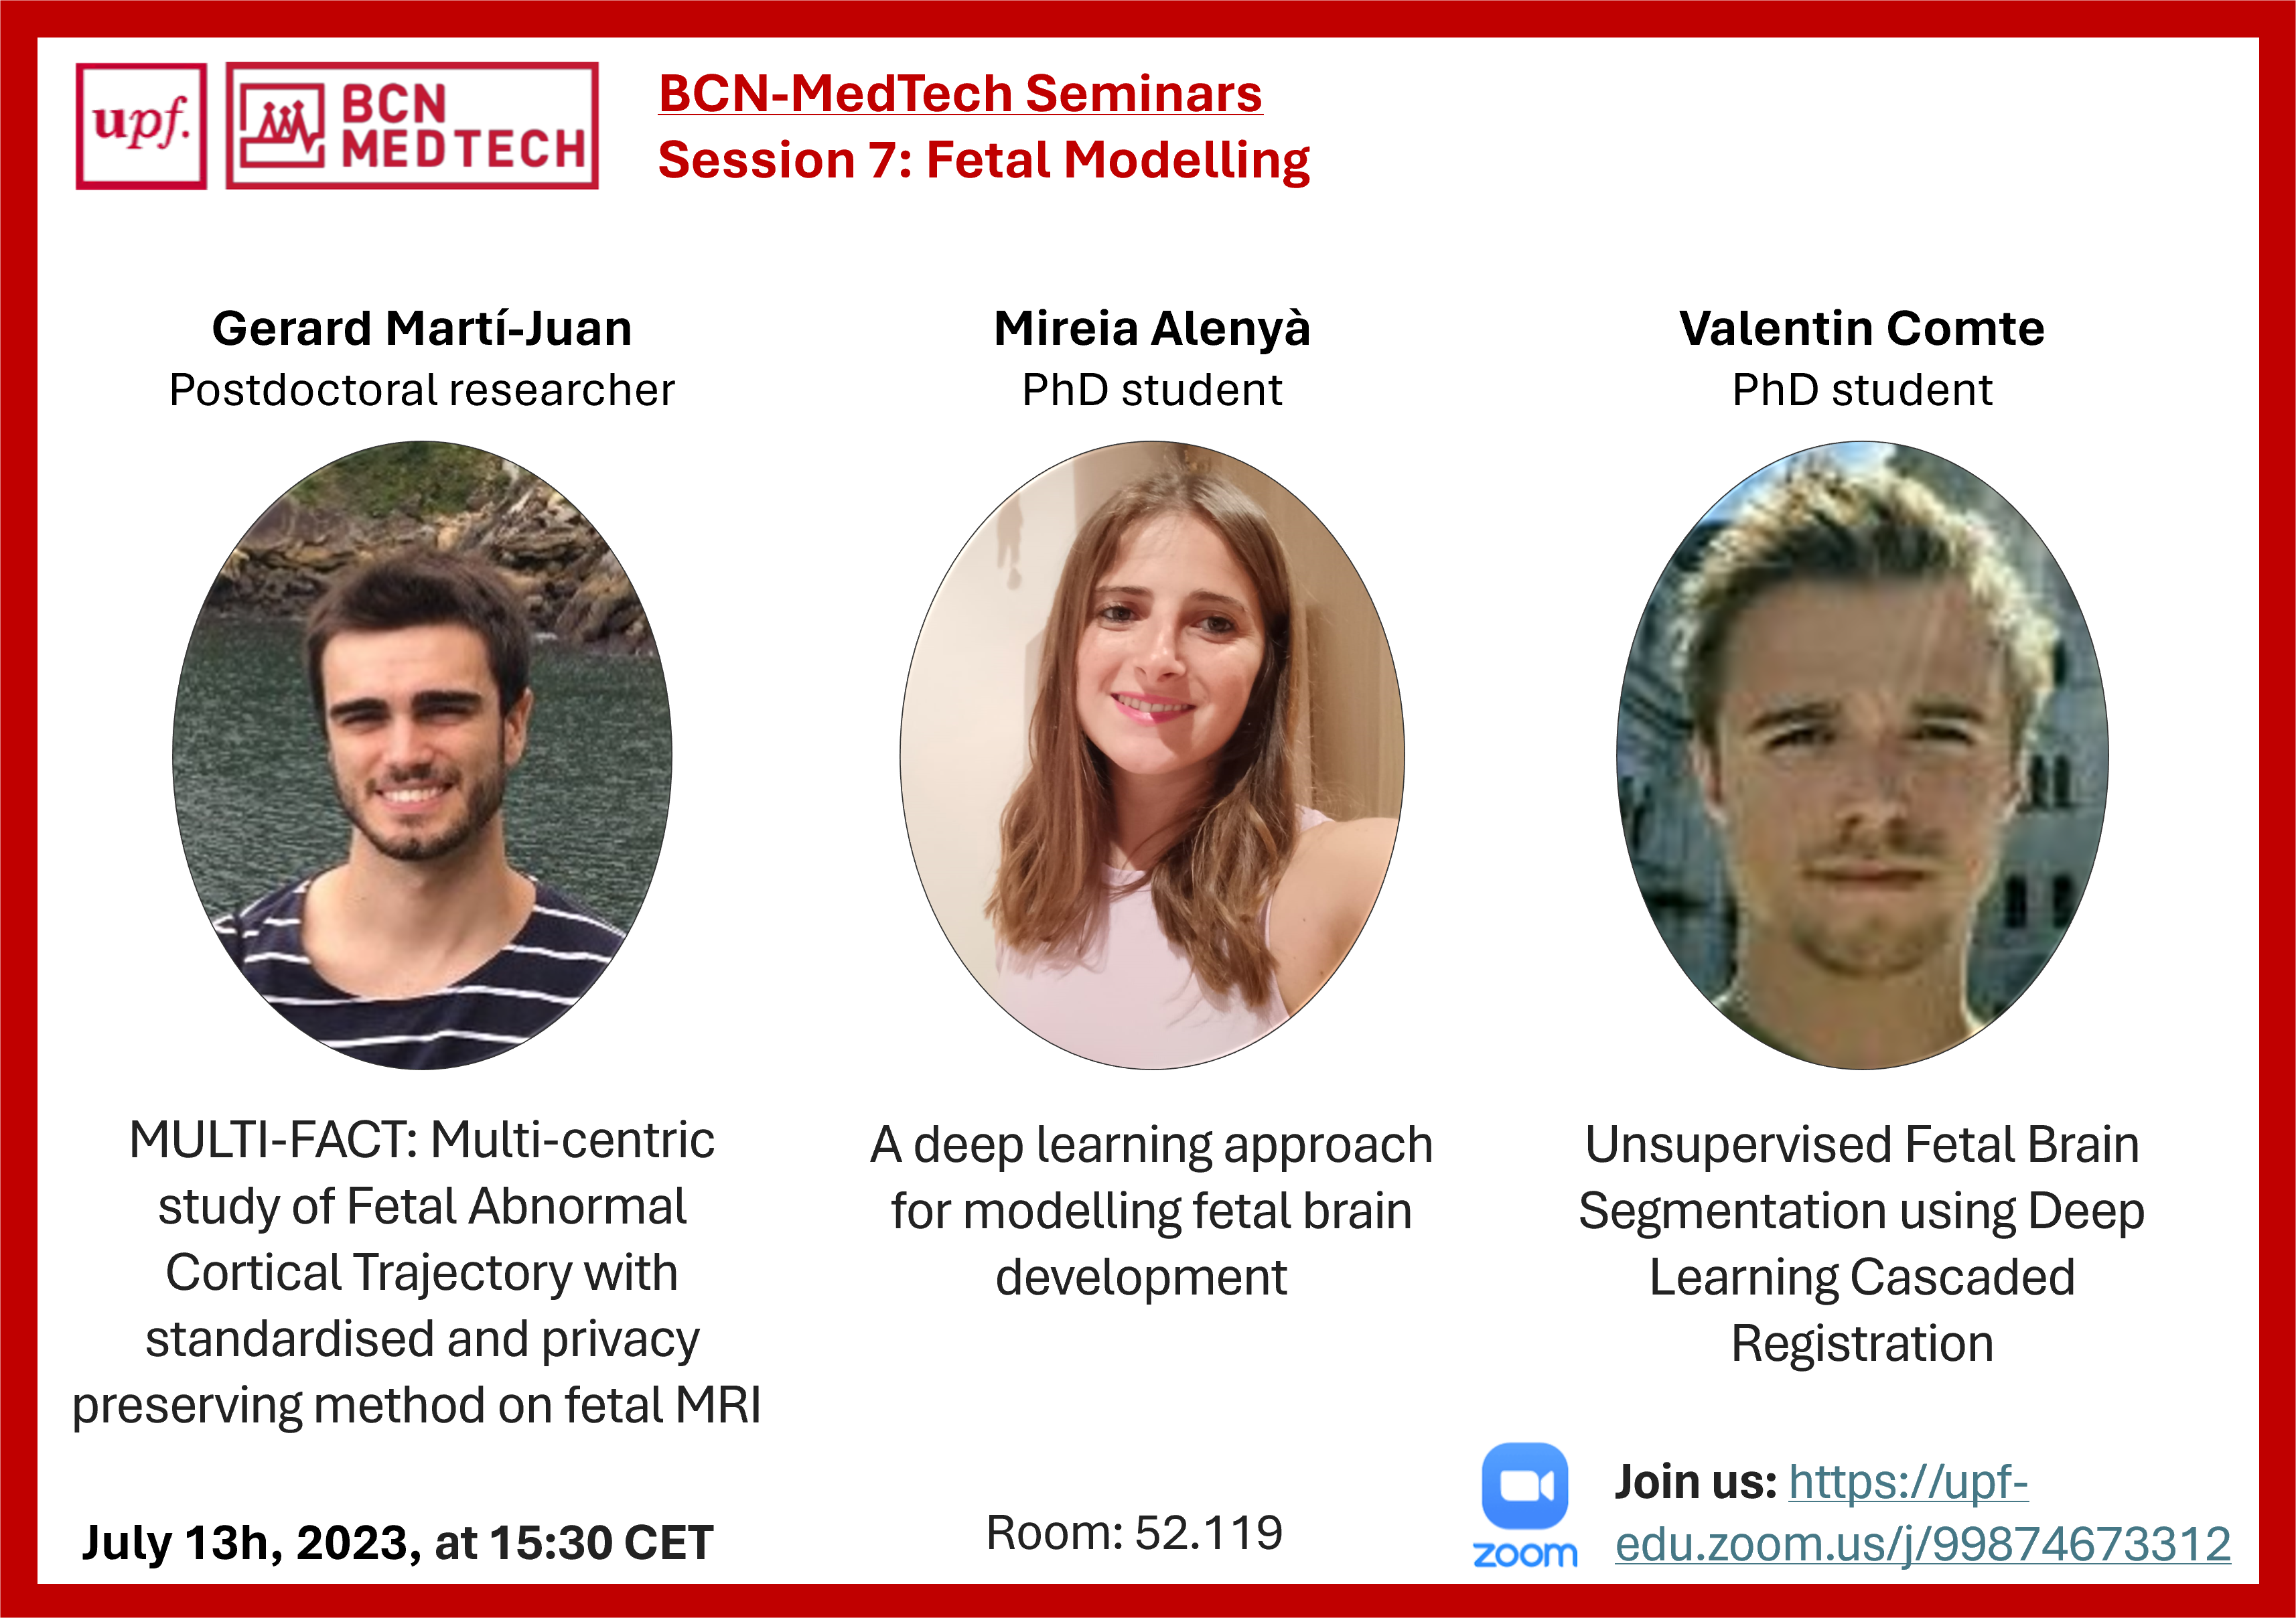 upf.
BCN
MEDTECH
BCN-MedTech Seminars
Session 7: Fetal Modelling
Gerard Martí-Juan
Postdoctoral researcher
Mireia Alenyà
PhD student
Valentin Comte
PhD student
MULTI-FACT: Multi-centric
study of Fetal Abnormal
Cortical Trajectory with
standardised and privacy
preserving method on fetal MRI
A deep learning approach
for modelling fetal brain
development
Unsupervised Fetal Brain
Segmentation using Deep
Learning Cascaded
Registration
July 13h, 2023, at 15:30 CET
Room: 52.119
zoom
Join us: https://upf-
edu.zoom.us/j/99874673312